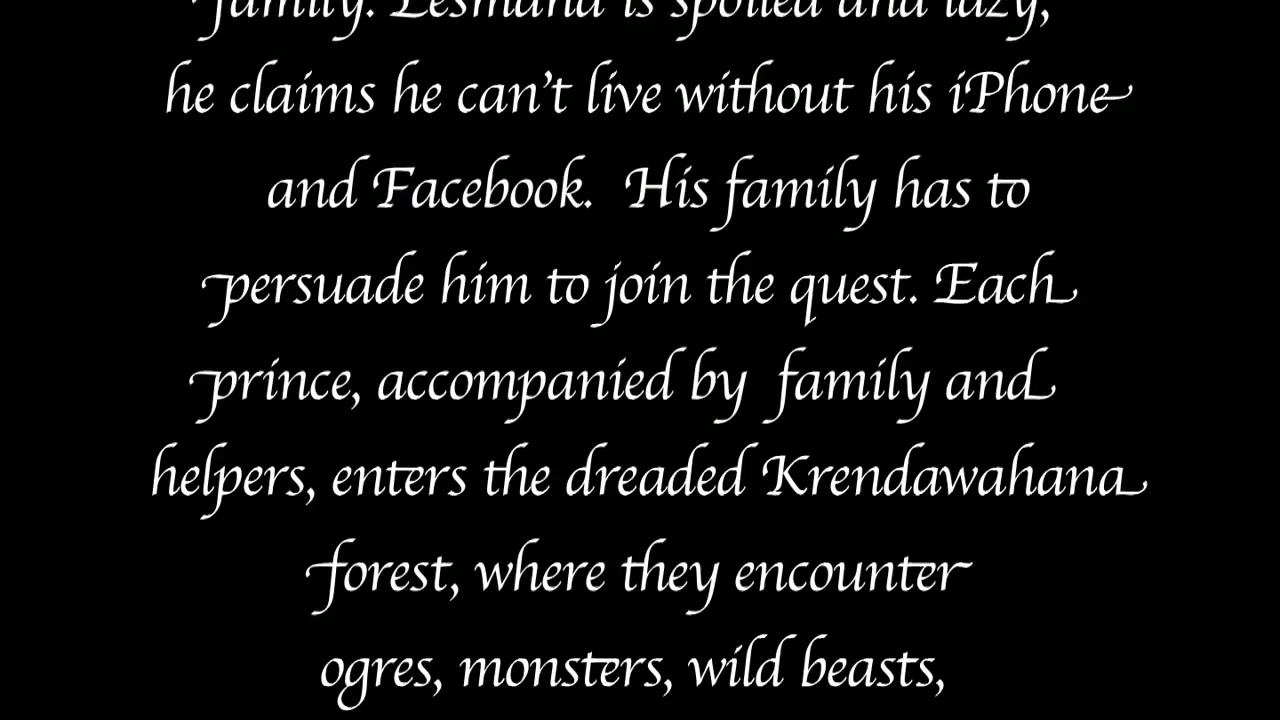 family. Lesmana is spoiled and lazy,
he claims he can't live without his iPhone
and Facebook.  His family has to
persuade him to join the quest. Each
prince, accompanied by  family and
helpers, enters the dreaded Krendawahana
forest, where they encounter
ogres, monsters, wild beasts,